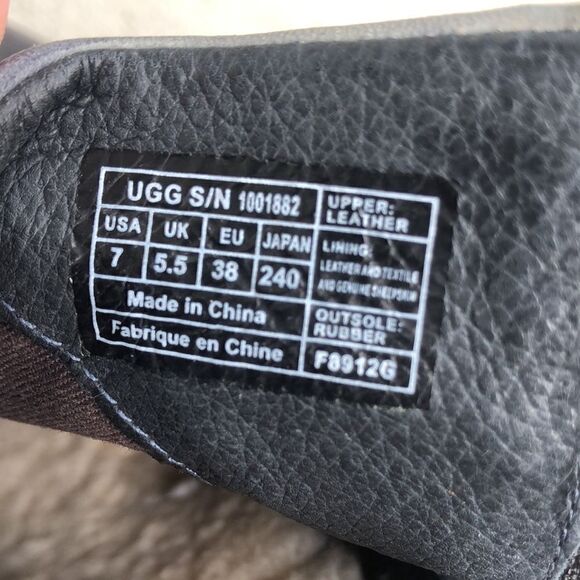 UGG S/N 1001882
USA UK EU JAPAN
7 5.5 38 240
Made in China
Fabrique en Chine
UPPER:
LEATHER
LINING:
LEATHER AND TEXTILE
AND GENUINE SHEEPSKIN
OUTSOLE:
RUBBER
F8912G